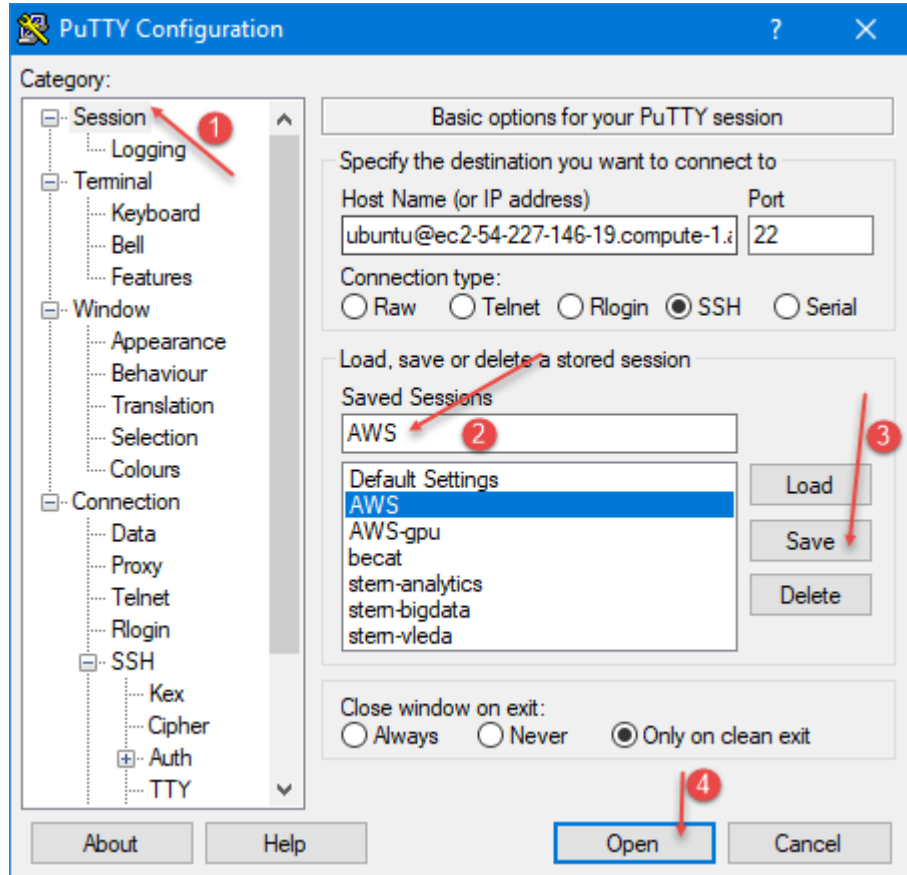 PuTTY Configuration
?
Category:
Session
Logging
Terminal
Keyboard
Bell
Features
Window
Appearance
Behaviour
Translation
Selection
Colours
Connection
Data
Proxy
Telnet
Rlogin
SSH
Kex
Cipher
Auth
TTY
1
Basic options for your PuTTY session
Specify the destination you want to connect to
Host Name (or IP address) Port
ubuntu@ec2-54-227-146-19.compute-1.a 22
Connection type:
Raw Telnet Rlogin SSH Serial
Load, save or delete a stored session
Saved Sessions
AWS 2
3
Default Settings
AWS
AWS-gpu
becat
stem-analytics
stem-bigdata
stem-vleda
Load
Save
Delete
Close window on exit:
Always Never Only on clean exit
4
About Help Open Cancel